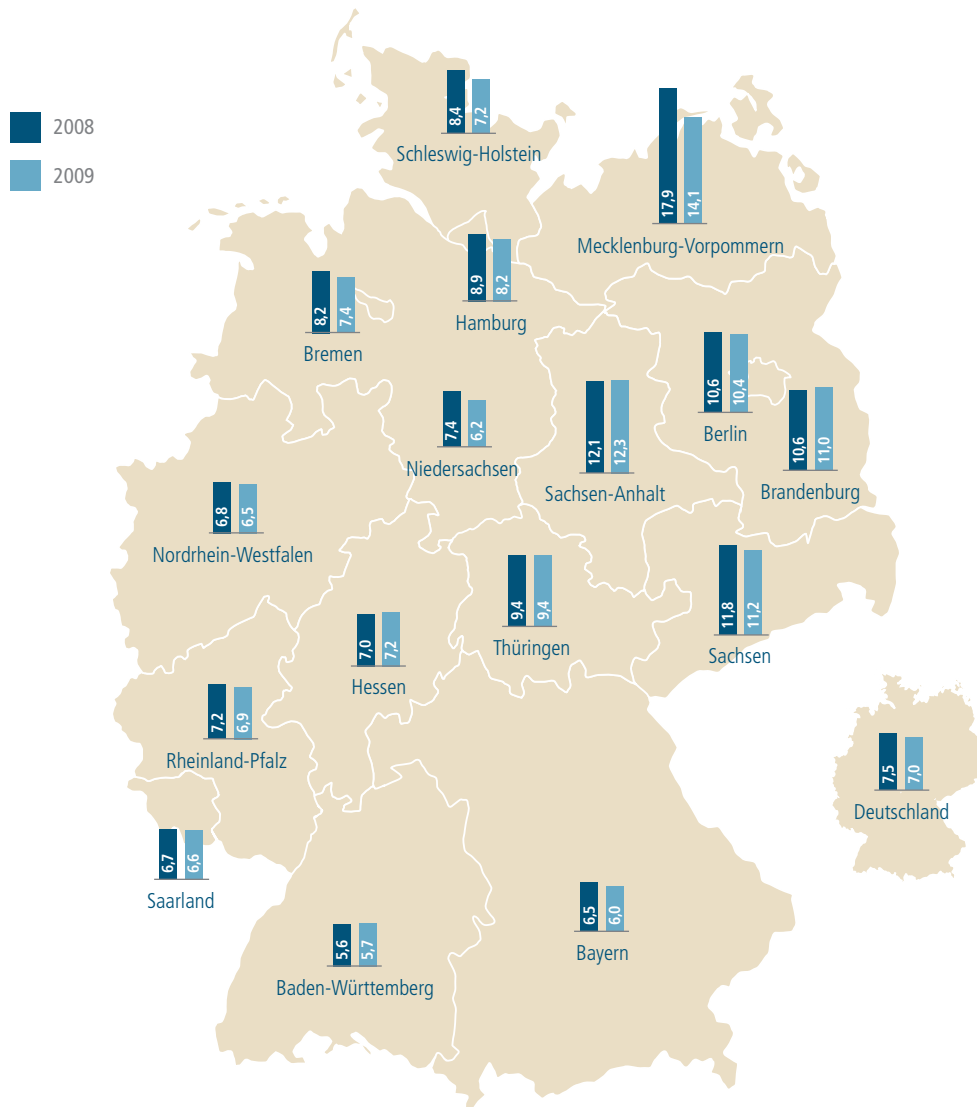 2008
2009
8,4
7,2
Schleswig-Holstein
17,9
14,1
Mecklenburg-Vorpommern
8,9
8,2
Hamburg
8,2
7,4
Bremen
10,6
10,4
Berlin
7,4
6,2
Niedersachsen
12,1
12,3
Sachsen-Anhalt
10,6
11,0
Brandenburg
6,8
6,5
Nordrhein-Westfalen
9,4
9,4
Thüringen
11,8
11,2
Sachsen
7,0
7,2
Hessen
7,2
6,9
Rheinland-Pfalz
7,5
7,0
Deutschland
6,7
6,6
Saarland
6,5
6,0
Bayern
5,6
5,7
Baden-Württemberg